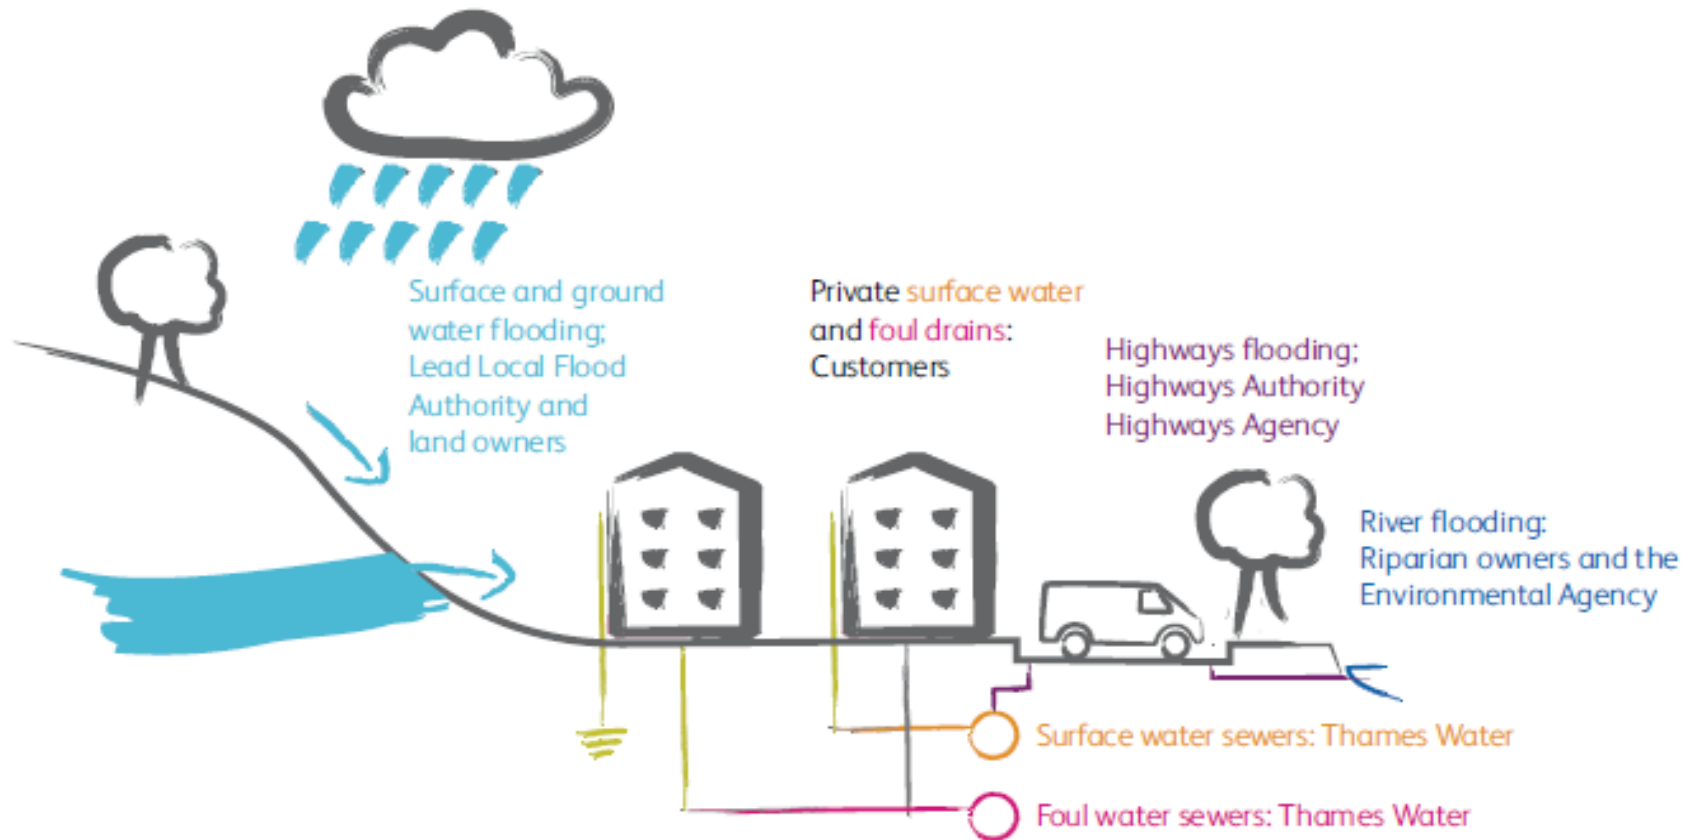 Surface and ground
water flooding;
Lead Local Flood
Authority and
land owners
Private surface water
and foul drains:
Customers
Highways flooding;
Highways Authority
Highways Agency
River flooding:
Riparian owners and the
Environmental Agency
Surface water sewers: Thames Water
Foul water sewers: Thames Water